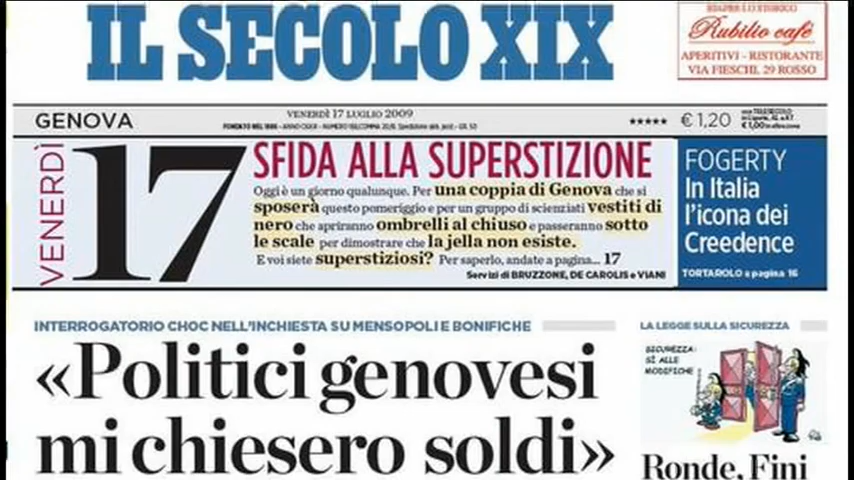 IL SECOLO XIX
Rubilio cafè
APERITIVI - RISTORANTE
VIA FIESCHI, 29 ROSSO
GENOVA
VENERDÌ 17 LUGLIO 2009
€ 1,20
VENERDÌ
17
SFIDA ALLA SUPERSTIZIONE
Oggi è un giorno qualunque. Per una coppia di Genova che si
sposerà questo pomeriggio e per un gruppo di scienziati vestiti di
nero che apriranno ombrelli al chiuso e passeranno sotto
le scale per dimostrare che la jella non esiste.
E voi siete superstiziosi? Per saperlo, andate a pagina... 17
Servizi di BRUZZONE, DE CAROLIS e VIANI
FOGERTY
In Italia
l'icona dei
Creedence
TORTAROLO a pagina 16
INTERROGATORIO CHOC NELL'INCHIESTA SU MENSOPOLI E BONIFICHE
«Politici genovesi
mi chiesero soldi»
LA LEGGE SULLA SICUREZZA
SICUREZZA:
SÌ ALLE
MODIFICHE
Ronde, Fini